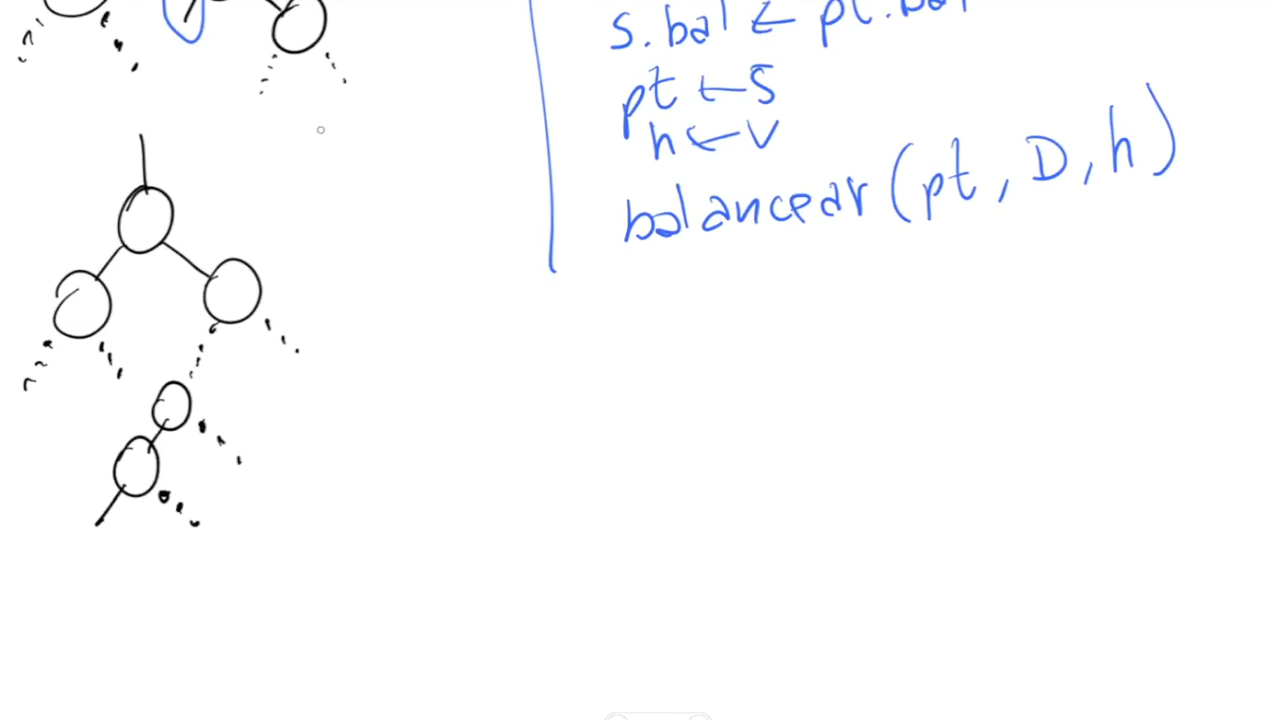 s.bal ← pt.bal
pt ← s
h ← V
balancear (pt, D, h)